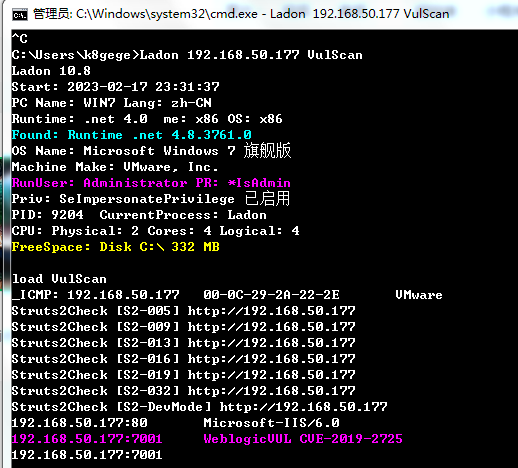 管理员: C:\Windows\system32\cmd.exe - Ladon  192.168.50.177 VulScan
^C
C:\Users\k8gege>Ladon 192.168.50.177 VulScan
Ladon 10.8
Start: 2023-02-17 23:31:37
PC Name: WIN7 Lang: zh-CN
Runtime: .net 4.0  me: x86 OS: x86
Found: Runtime .net 4.8.3761.0
OS Name: Microsoft Windows 7 旗舰版
Machine Make: VMware, Inc.
RunUser: Administrator PR: *IsAdmin
Priv: SeImpersonatePrivilege 已启用
PID: 9204  CurrentProcess: Ladon
CPU: Physical: 2 Cores: 4 Logical: 4
FreeSpace: Disk C:\ 332 MB
load VulScan
_ICMP: 192.168.50.177   00-0C-29-2A-22-2E       VMware
Struts2Check [S2-005] http://192.168.50.177
Struts2Check [S2-009] http://192.168.50.177
Struts2Check [S2-013] http://192.168.50.177
Struts2Check [S2-016] http://192.168.50.177
Struts2Check [S2-019] http://192.168.50.177
Struts2Check [S2-032] http://192.168.50.177
Struts2Check [S2-DevMode] http://192.168.50.177
192.168.50.177:80       Microsoft-IIS/6.0
192.168.50.177:7001     WeblogicVUL CVE-2019-2725
192.168.50.177:7001